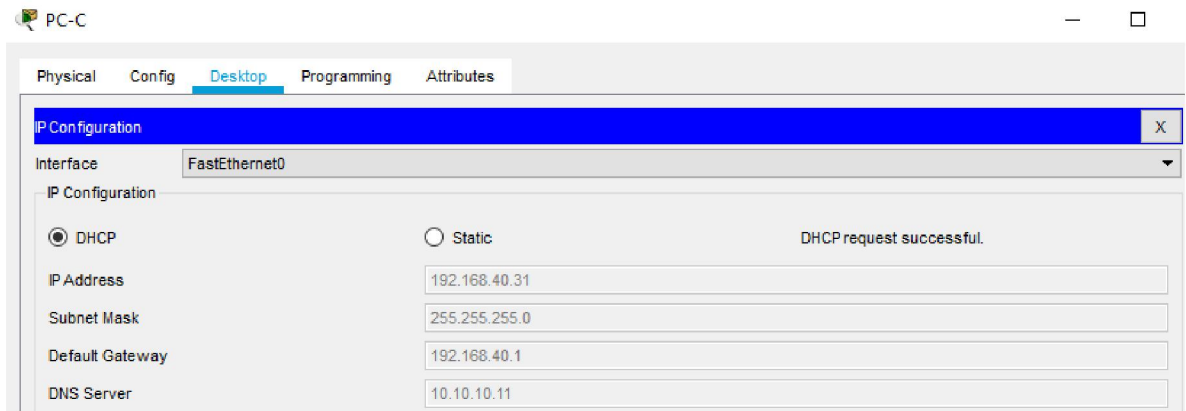 PC-C
Physical Config Desktop Programming Attributes
IP Configuration X
Interface FastEthernet0
IP Configuration
DHCP Static DHCP request successful.
IP Address 192.168.40.31
Subnet Mask 255.255.255.0
Default Gateway 192.168.40.1
DNS Server 10.10.10.11